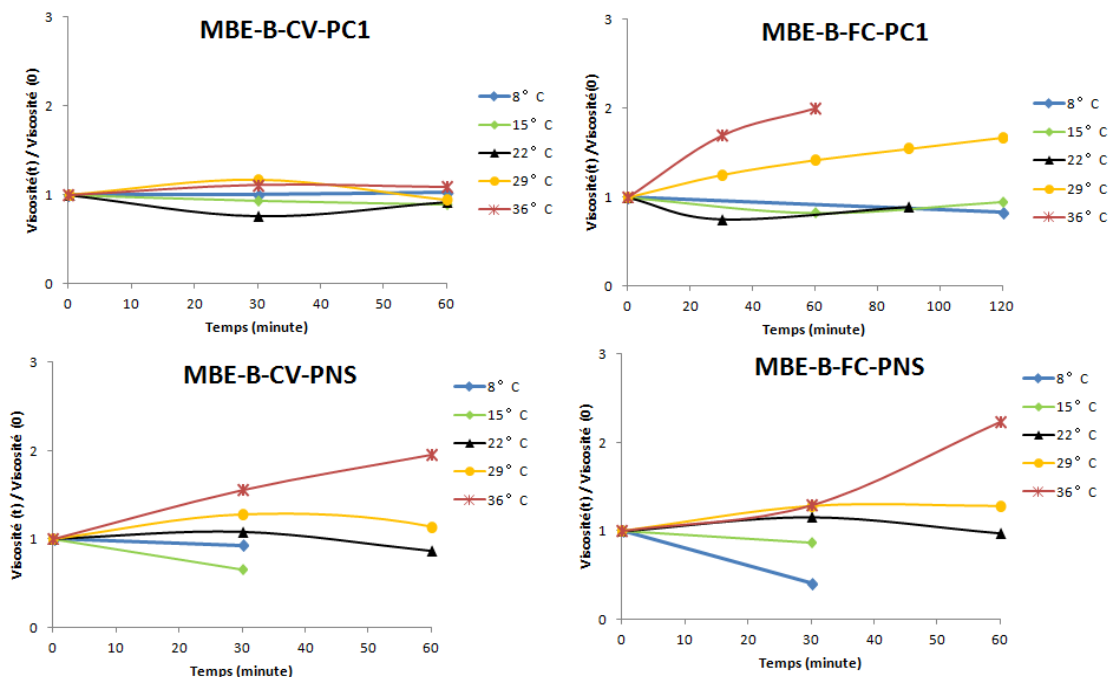 MBE-B-CV-PC1
Viscosité(t) / Viscosité (0)
3
2
1
0
0 10 20 30 40 50 60
Temps (minute)
8° C
15° C
22° C
29° C
36° C
MBE-B-FC-PC1
Viscosité(t) /Viscosité(0)
3
2
1
0
0 20 40 60 80 100 120
Temps (minute)
8° C
15° C
22° C
29° C
36° C
MBE-B-CV-PNS
Viscosité (t) / Viscosité (0)
3
2
1
0
0 10 20 30 40 50 60
Temps (minute)
8° C
15° C
22° C
29° C
36° C
MBE-B-FC-PNS
Viscosité(t) / Viscosité (0)
3
2
1
0
0 10 20 30 40 50 60
Temps (minute)
8° C
15° C
22° C
29° C
36° C